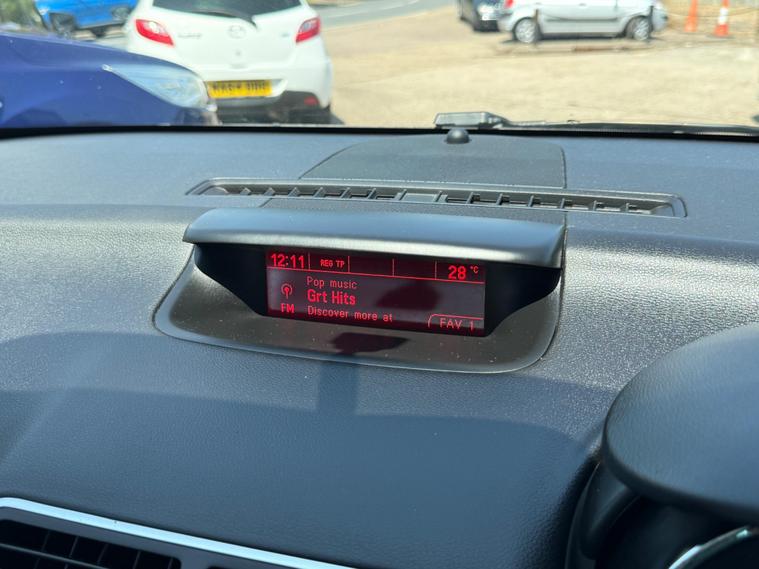 12:11 REG TP 28 °C
Pop music
Grt Hits
FM Discover more at
FAV 1